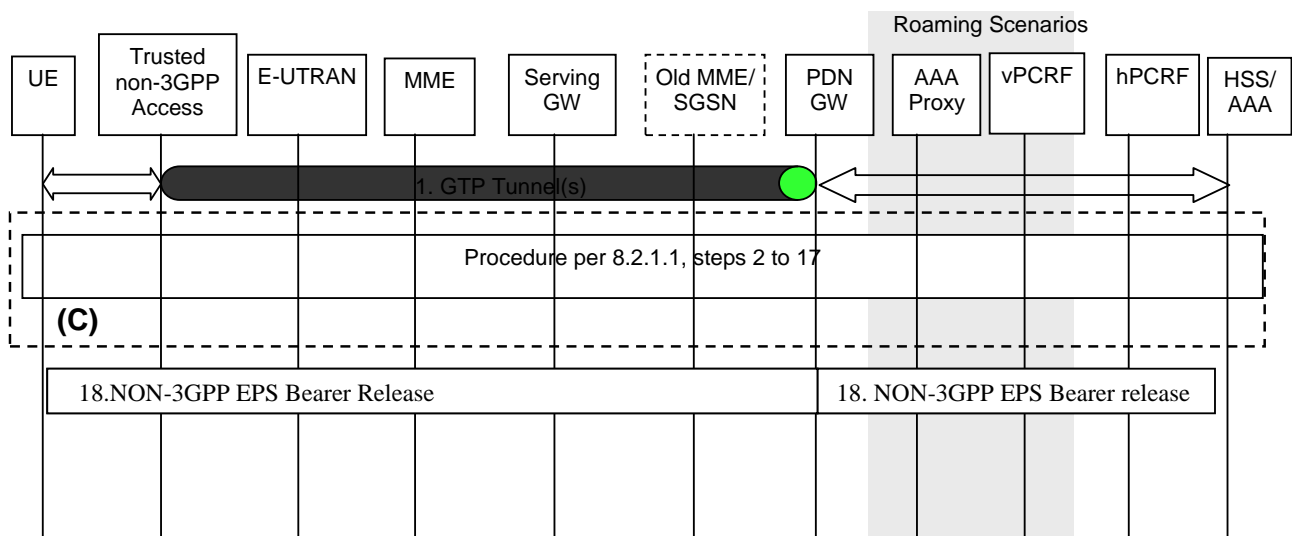 Roaming Scenarios
UE
Trusted
non-3GPP
Access
E-UTRAN
MME
Serving
GW
Old MME/
SGSN
PDN
GW
AAA
Proxy
vPCRF
hPCRF
HSS/
AAA
1. GTP Tunnel(s)
Procedure per 8.2.1.1, steps 2 to 17
(C)
18.NON-3GPP EPS Bearer Release
18. NON-3GPP EPS Bearer release